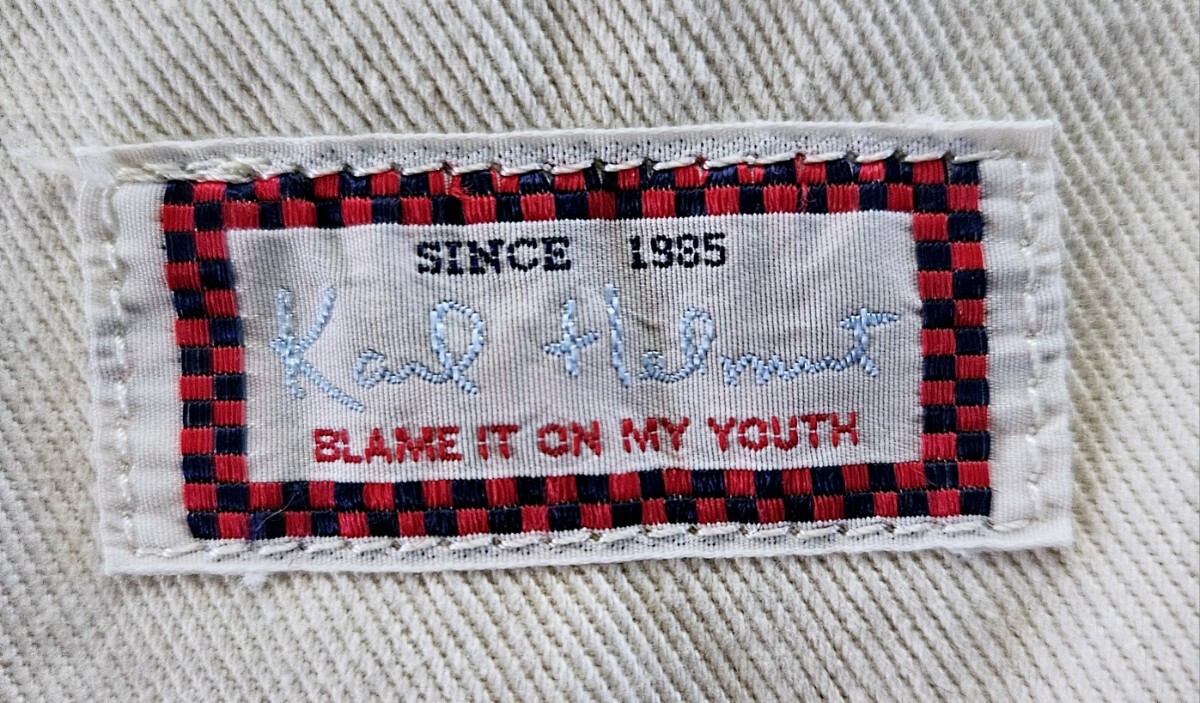 SINCE 1985
Karl Helmut
BLAME IT ON MY YOUTH